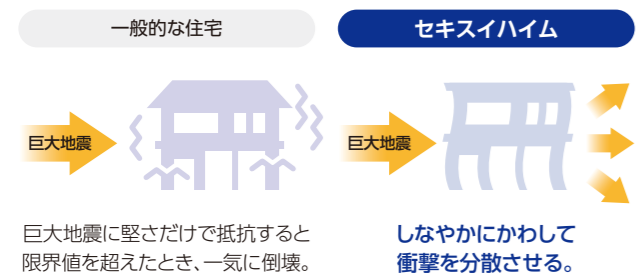 一般的な住宅
セキスイハイム
巨大地震
巨大地震
巨大地震に堅さだけで抵抗すると
限界値を超えたとき、一気に倒壊。
しなやかにかわして
衝撃を分散させる。